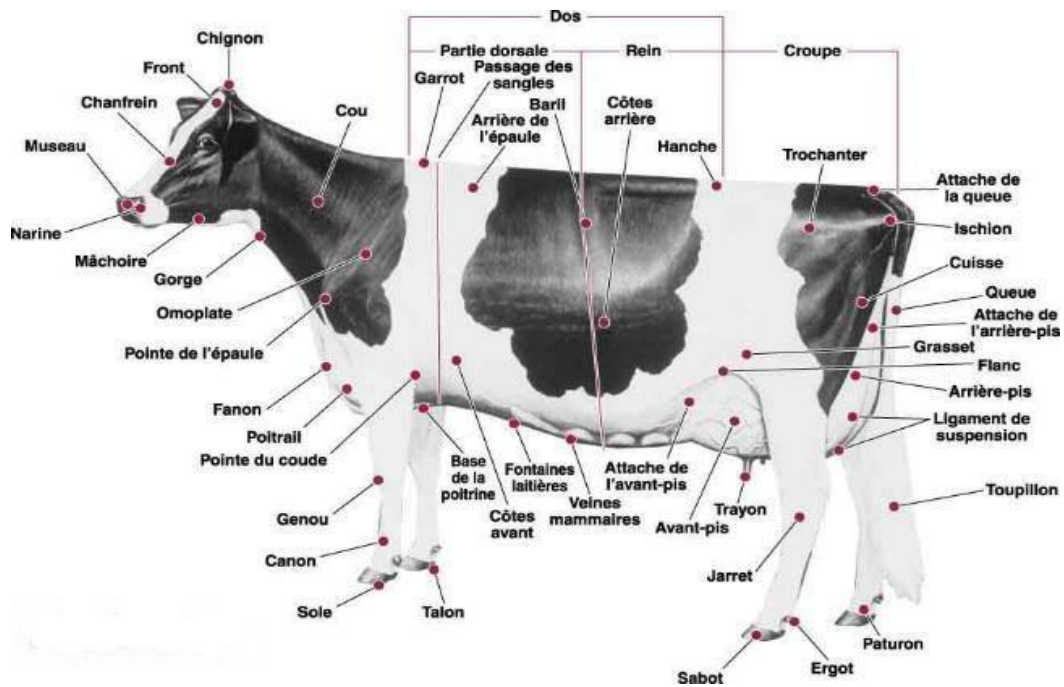 Dos
Chignon
Partie dorsale
Rein
Croupe
Front
Garrot
Passage des
sangles
Chanfrein
Cou
Baril
Côtes
arrière
Arrière de
l'épaule
Museau
Hanche
Trochanter
Attache de
la queue
Narine
Ischion
Mâchoire
Gorge
Cuisse
Omoplate
Queue
Attache de
l'arrière-pis
Pointe de l'épaule
Grasset
Flanc
Fanon
Arrière-pis
Poitrail
Ligament de
suspension
Pointe du coude
Base
de la
poitrine
Fontaines
laitières
Attache de
l'avant-pis
Genou
Côtes
avant
Veines
mammaires
Avant-pis
Trayon
Toupillon
Canon
Jarret
Sole
Talon
Paturon
Sabot
Ergot